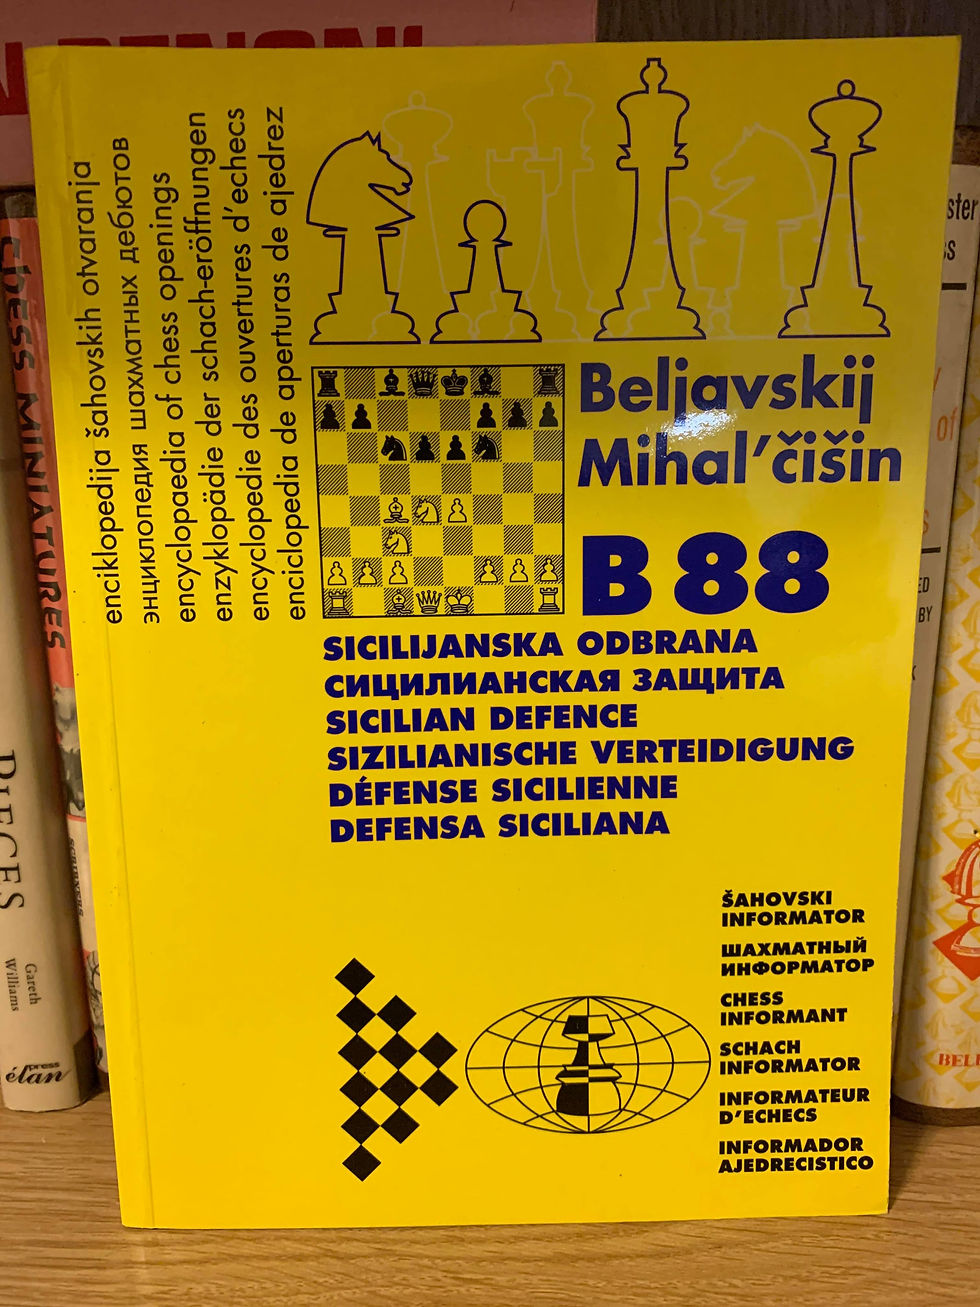 enciklopedija šahovskih otvaranja
энциклопедия шахматных дебютов
encyclopaedia of chess openings
enzyklopädie der schach-eröffnungen
encyclopedie des ouvertures d'echecs
enciclopedia de aperturas de ajedrez
Beljavskij
Mihal'čišin
B 88
SICILIJANSKA ODBRANA
СИЦИЛИАНСКАЯ ЗАЩИТА
SICILIAN DEFENCE
SIZILIANISCHE VERTEIDIGUNG
DÉFENSE SICILIENNE
DEFENSA SICILIANA
ŠAHOVSKI
INFORMATOR
ШАХМАТНЫЙ
ИНФОРМАТОР
CHESS
INFORMANT
SCHACH
INFORMATOR
INFORMATEUR
D'ECHECS
INFORMADOR
AJEDRECISTICO
CHESS MINIATURES
PIECES
Gareth
Williams
press
élan
of
BY